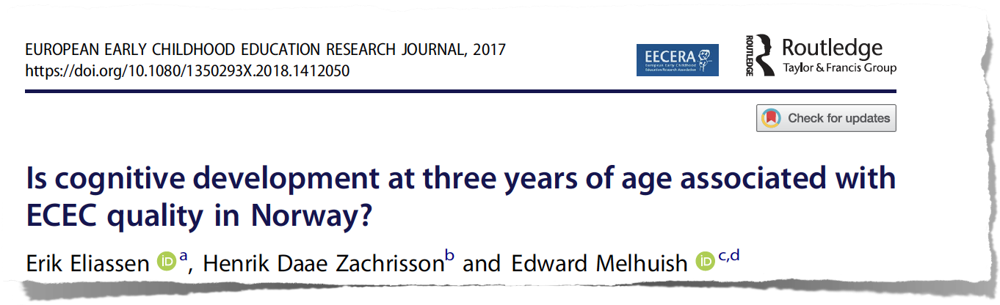 EUROPEAN EARLY CHILDHOOD EDUCATION RESEARCH JOURNAL, 2017
https://doi.org/10.1080/1350293X.2018.1412050
EECERA
European Early Childhood
Education Research Association
ROUTLEDGE
Routledge
Taylor & Francis Group
Check for updates
Is cognitive development at three years of age associated with
ECEC quality in Norway?
Erik Eliassen iD a, Henrik Daae Zachrisson b and Edward Melhuish iD c,d